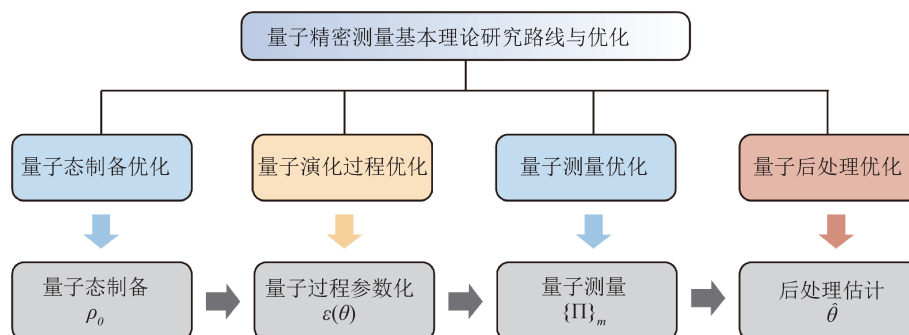 量子精密测量基本理论研究路线与优化
量子态制备优化
量子演化过程优化
量子测量优化
量子后处理优化
量子态制备
ρ₀
量子过程参数化
ε(θ)
量子测量
{Π}ₘ
后处理估计
θ̂